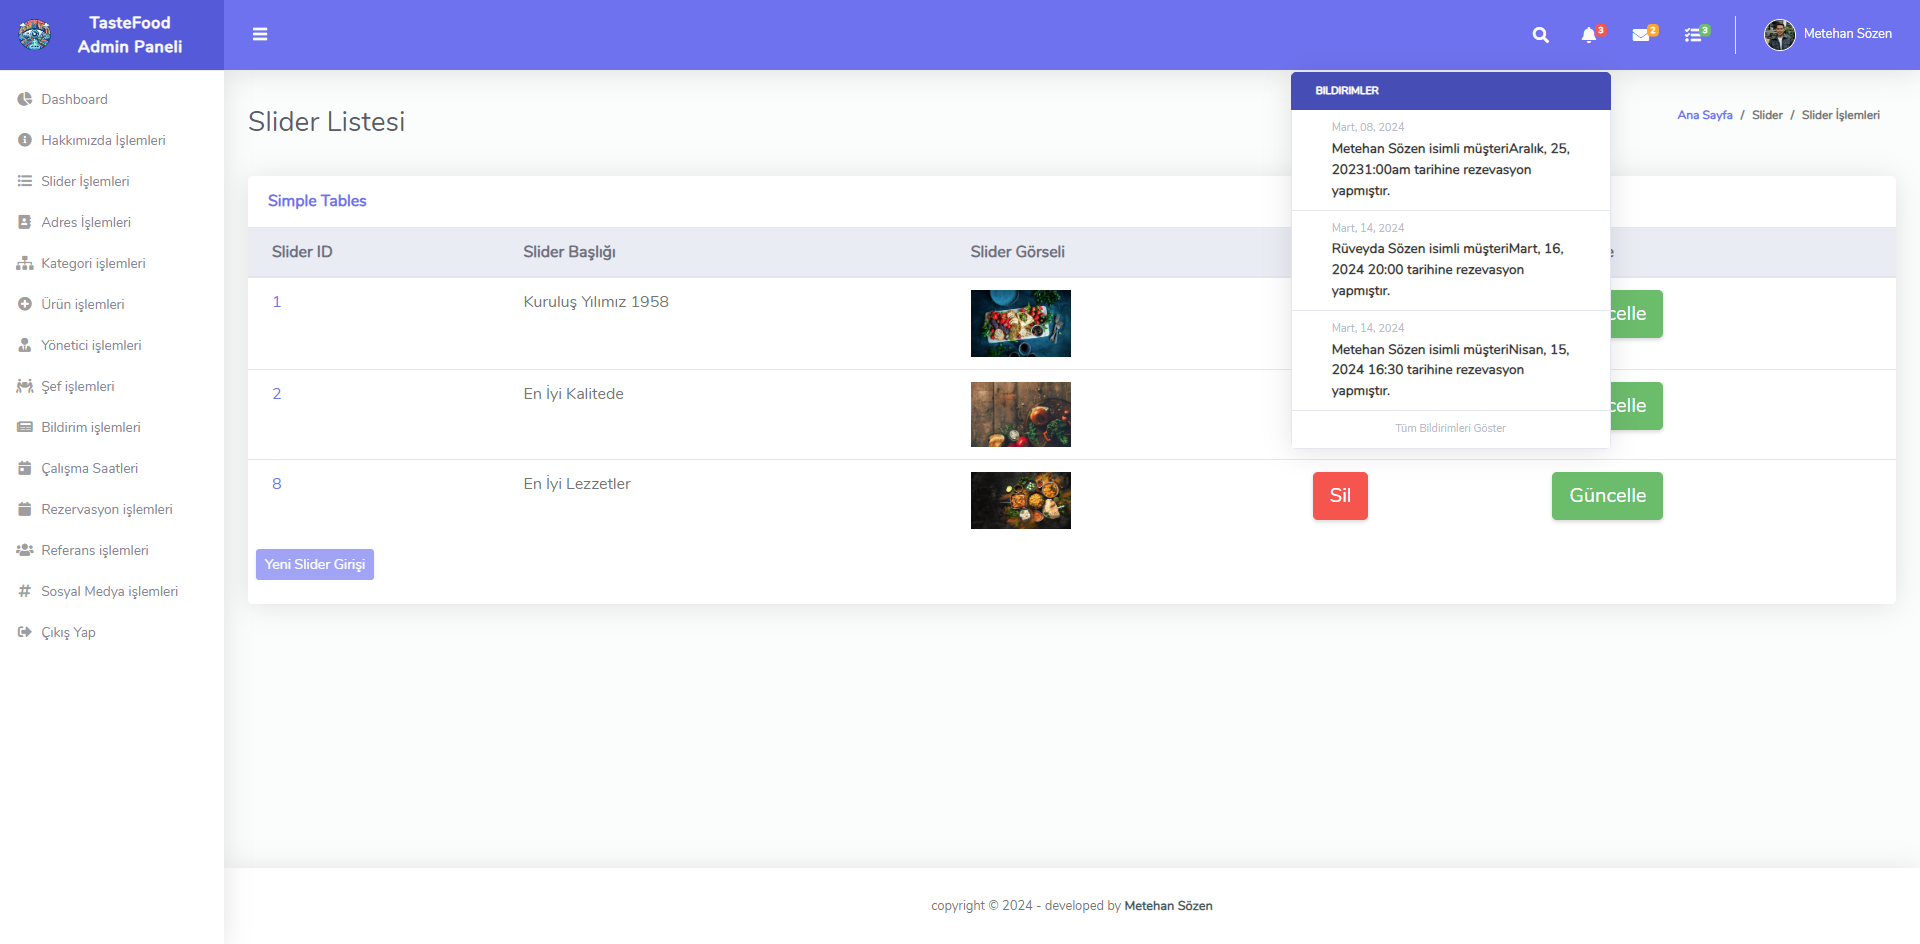 TasteFood
Admin Paneli
3
2
3
Metehan Sözen
Dashboard
Hakkımızda İşlemleri
Slider İşlemleri
Adres İşlemleri
Kategori işlemleri
Ürün işlemleri
Yönetici işlemleri
Şef işlemleri
Bildirim işlemleri
Çalışma Saatleri
Rezervasyon işlemleri
Referans işlemleri
Sosyal Medya işlemleri
Çıkış Yap
Slider Listesi
Ana Sayfa / Slider / Slider İşlemleri
BILDIRIMLER
Mart, 08, 2024
Metehan Sözen isimli müşteriAralık, 25,
20231:00am tarihine rezevasyon
yapmıştır.
Mart, 14, 2024
Rüveyda Sözen isimli müşteriMart, 16,
2024 20:00 tarihine rezevasyon
yapmıştır.
Mart, 14, 2024
Metehan Sözen isimli müşteriNisan, 15,
2024 16:30 tarihine rezevasyon
yapmıştır.
Tüm Bildirimleri Göster
Simple Tables
Slider ID Slider Başlığı Slider Görseli
1 Kuruluş Yılımız 1958
2 En İyi Kalitede
8 En İyi Lezzetler Sil Güncelle
Yeni Slider Girişi
copyright © 2024 - developed by Metehan Sözen